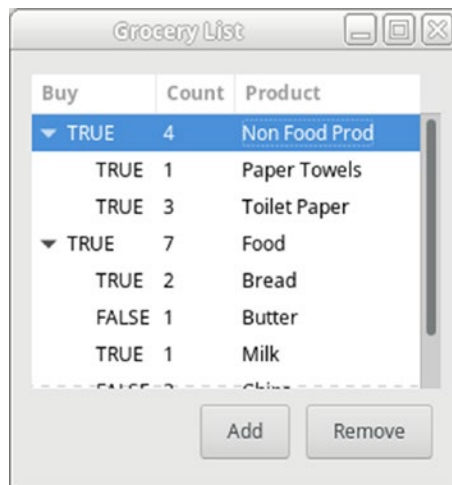 Grocery List
Buy Count Product
TRUE 4 Non Food Prod
TRUE 1 Paper Towels
TRUE 3 Toilet Paper
TRUE 7 Food
TRUE 2 Bread
FALSE 1 Butter
TRUE 1 Milk
Add Remove